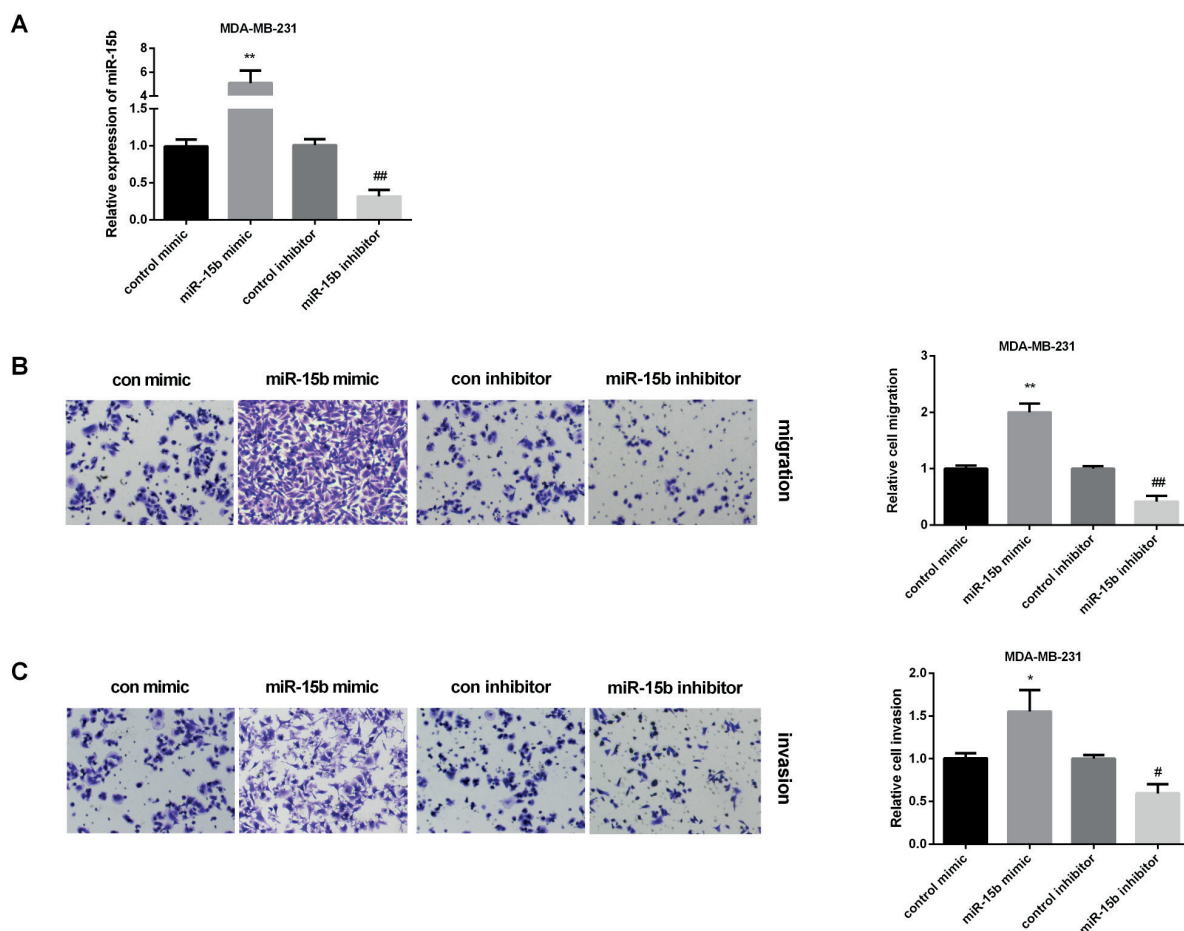 A
MDA-MB-231
Relative expression of miR-15b
8
6
4
1.5
1.0
0.5
0.0
**
##
control mimic
miR--15b mimic
control inhibitor
miR-15b inhibitor
B
con mimic
miR-15b mimic
con inhibitor
miR-15b inhibitor
migration
MDA-MB-231
Relative cell migration
3
2
1
0
**
##
control mimic
miR-15b mimic
control inhibitor
miR-15b inhibitor
C
con mimic
miR-15b mimic
con inhibitor
miR-15b inhibitor
invasion
MDA-MB-231
Relative cell invasion
2.0
1.5
1.0
0.5
0.0
*
#
control mimic
miR-15b mimic
control inhibitor
miR-15b inhibitor